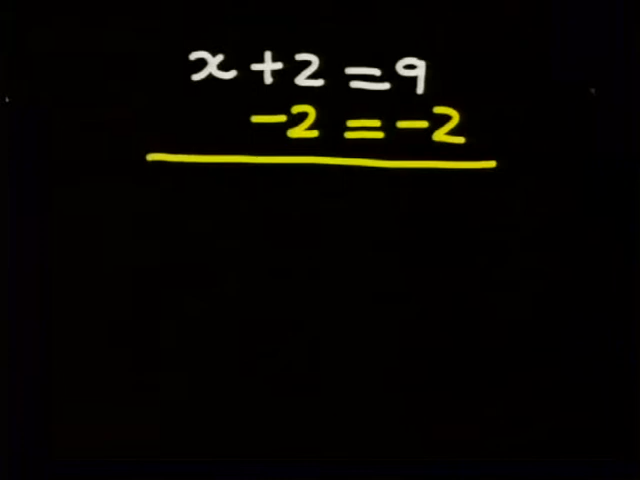 x + 2 = 9
-2 = -2